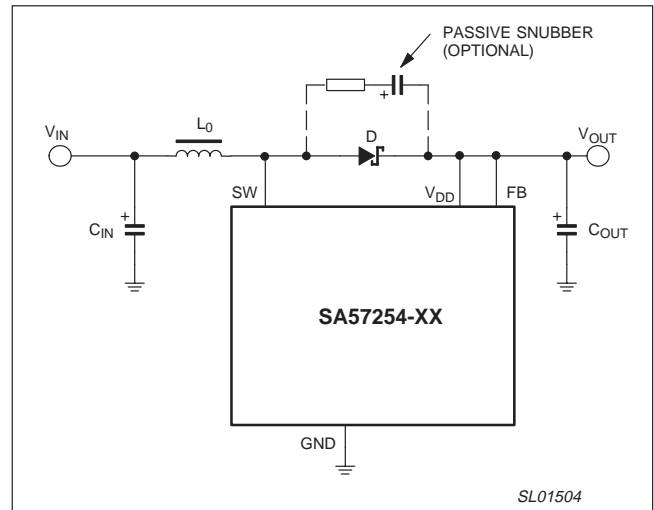 PASSIVE SNUBBER
(OPTIONAL)
+
VIN
L0
D
VOUT
SW
VDD
FB
+
CIN
+
COUT
SA57254-XX
GND
SL01504